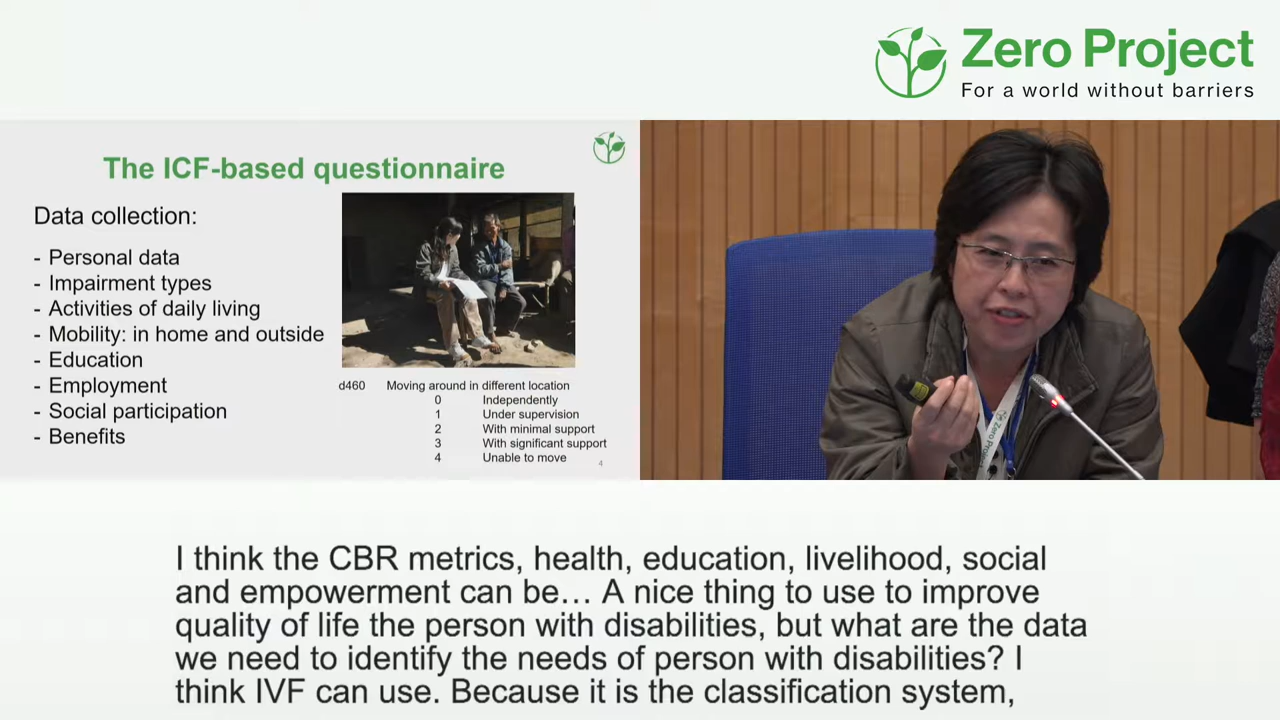 Zero Project
For a world without barriers
The ICF-based questionnaire
Data collection:
- Personal data
- Impairment types
- Activities of daily living
- Mobility: in home and outside
- Education
- Employment
- Social participation
- Benefits
d460 Moving around in different location
0 Independently
1 Under supervision
2 With minimal support
3 With significant support
4 Unable to move
4
Zero Project
I think the CBR metrics, health, education, livelihood, social
and empowerment can be… A nice thing to use to improve
quality of life the person with disabilities, but what are the data
we need to identify the needs of person with disabilities? I
think IVF can use. Because it is the classification system,